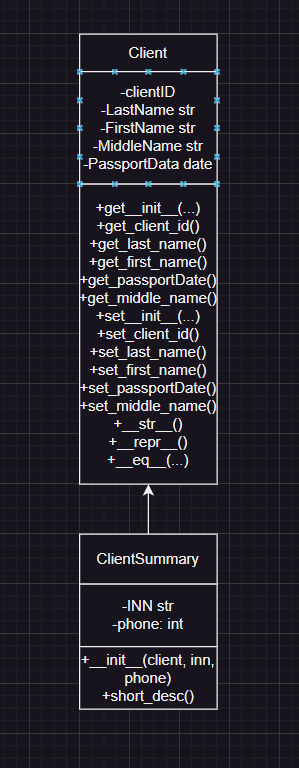 Client
-clientID
-LastName str
-FirstName str
-MiddleName str
-PassportData date
+get__init__(...)
+get_client_id()
+get_last_name()
+get_first_name()
+get_passportDate()
+get_middle_name()
+set__init__(...)
+set_client_id()
+set_last_name()
+set_first_name()
+set_passportDate()
+set_middle_name()
+__str__()
+__repr__()
+__eq__(...)
ClientSummary
-INN str
-phone: int
+__init__(client, inn,
phone)
+short_desc()